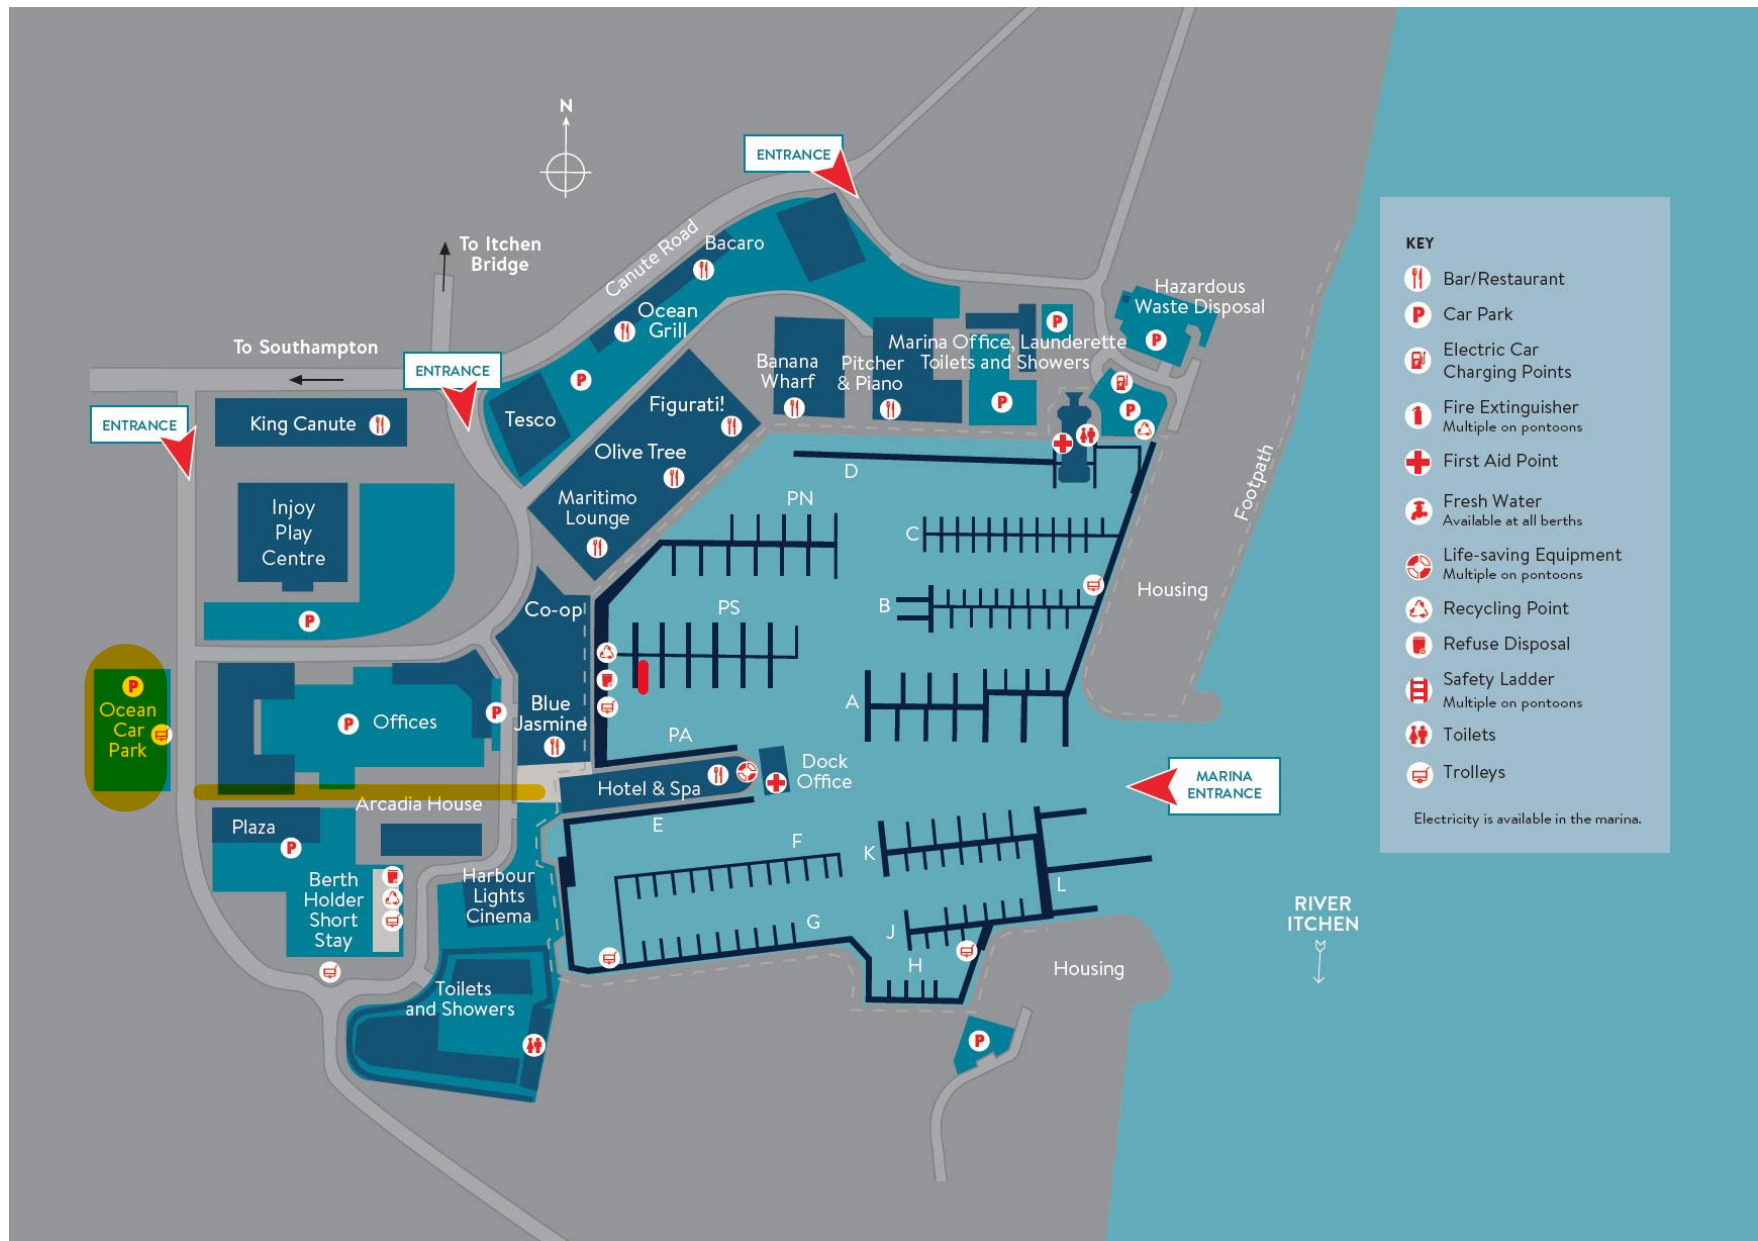 N
ENTRANCE
To Itchen
Bridge
Canute Road
Bacaro
Ocean
Grill
Hazardous
Waste Disposal
To Southampton
ENTRANCE
ENTRANCE
King Canute
Tesco
Figurati!
Olive Tree
Maritimo
Lounge
Banana
Wharf
Pitcher
& Piano
Marina Office, Launderette
Toilets and Showers
P
P
P
P
P
D
PN
C
B
PS
A
PA
Footpath
Housing
Injoy
Play
Centre
P
Co-op
Blue
Jasmine
P
Ocean
Car
Park
P
Offices
P
Arcadia House
Hotel & Spa
Dock
Office
MARINA
ENTRANCE
Plaza
P
Berth
Holder
Short
Stay
Harbour
Lights
Cinema
E
F
K
L
G
J
H
Toilets
and Showers
Housing
P
RIVER
ITCHEN
KEY
Bar/Restaurant
P
Car Park
Electric Car
Charging Points
Fire Extinguisher
Multiple on pontoons
First Aid Point
Fresh Water
Available at all berths
Life-saving Equipment
Multiple on pontoons
Recycling Point
Refuse Disposal
Safety Ladder
Multiple on pontoons
Toilets
Trolleys
Electricity is available in the marina.